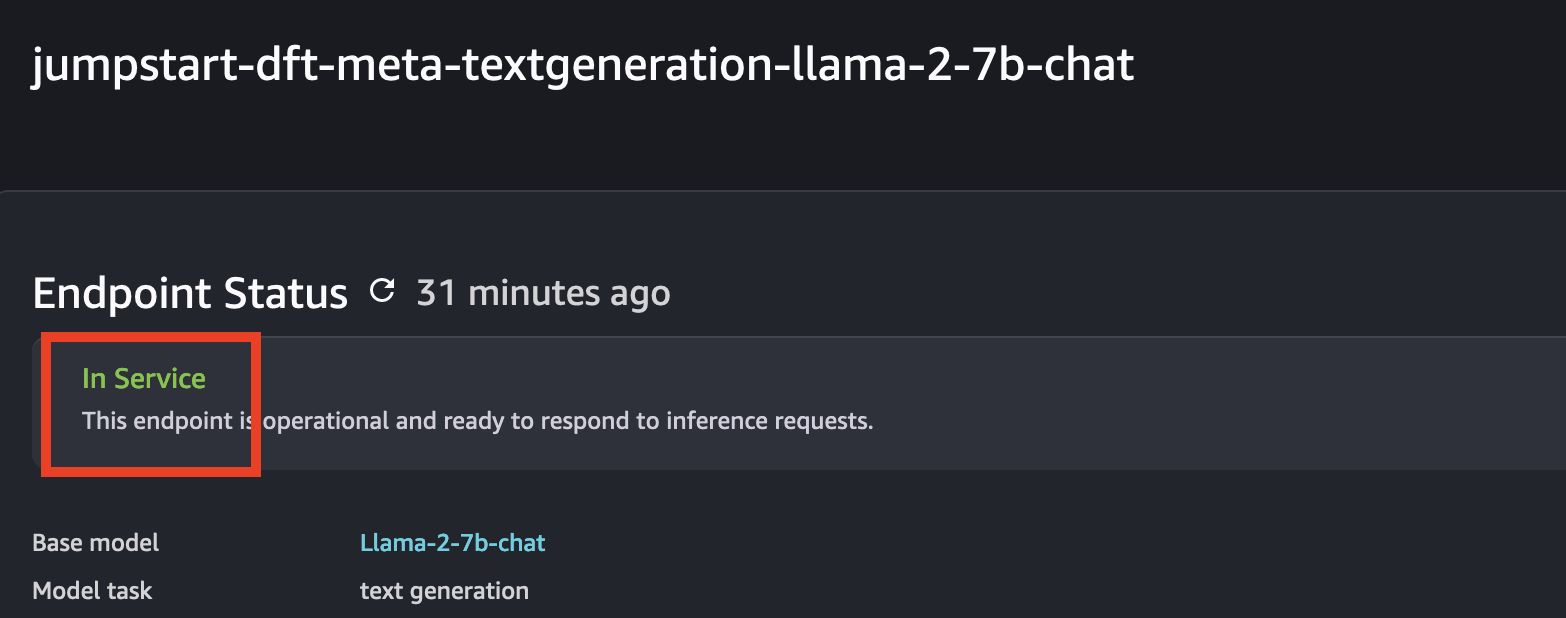 jumpstart-dft-meta-textgeneration-llama-2-7b-chat
Endpoint Status 31 minutes ago
In Service
This endpoint is operational and ready to respond to inference requests.
Base model Llama-2-7b-chat
Model task text generation